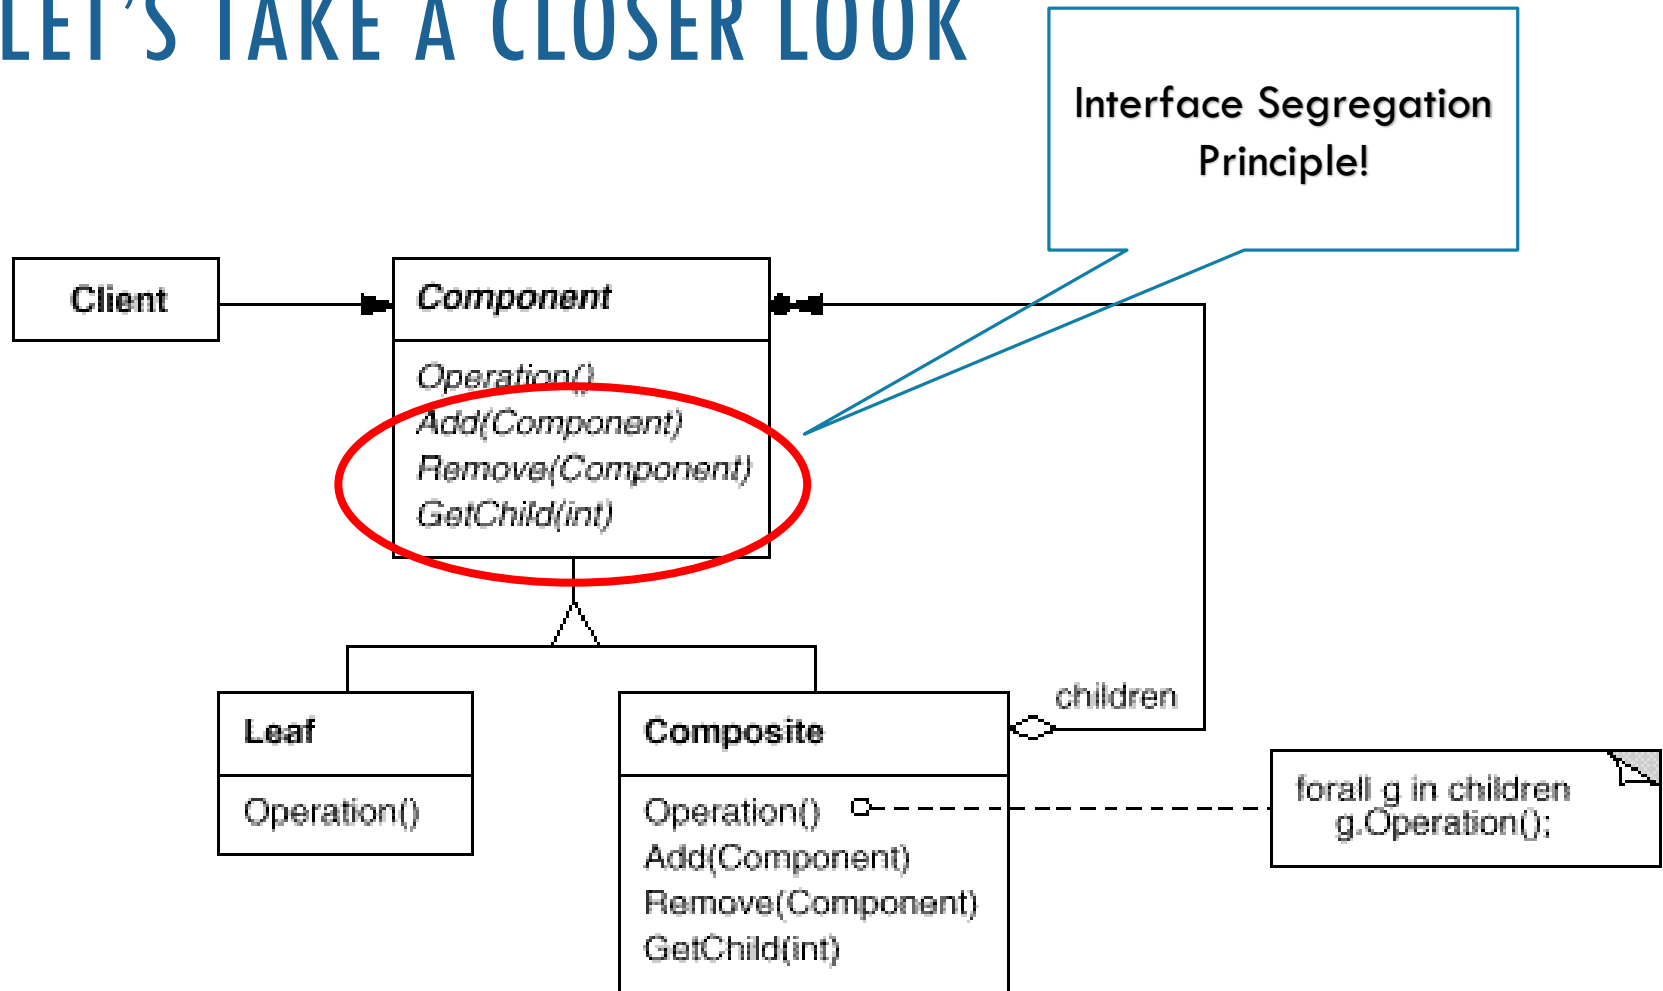 LET'S TAKE A CLOSER LOOK
Interface Segregation
Principle!
Client
Component
Operation()
Add(Component)
Remove(Component)
GetChild(int)
children
Leaf
Operation()
Composite
Operation()
Add(Component)
Remove(Component)
GetChild(int)
forall g in children
g.Operation();